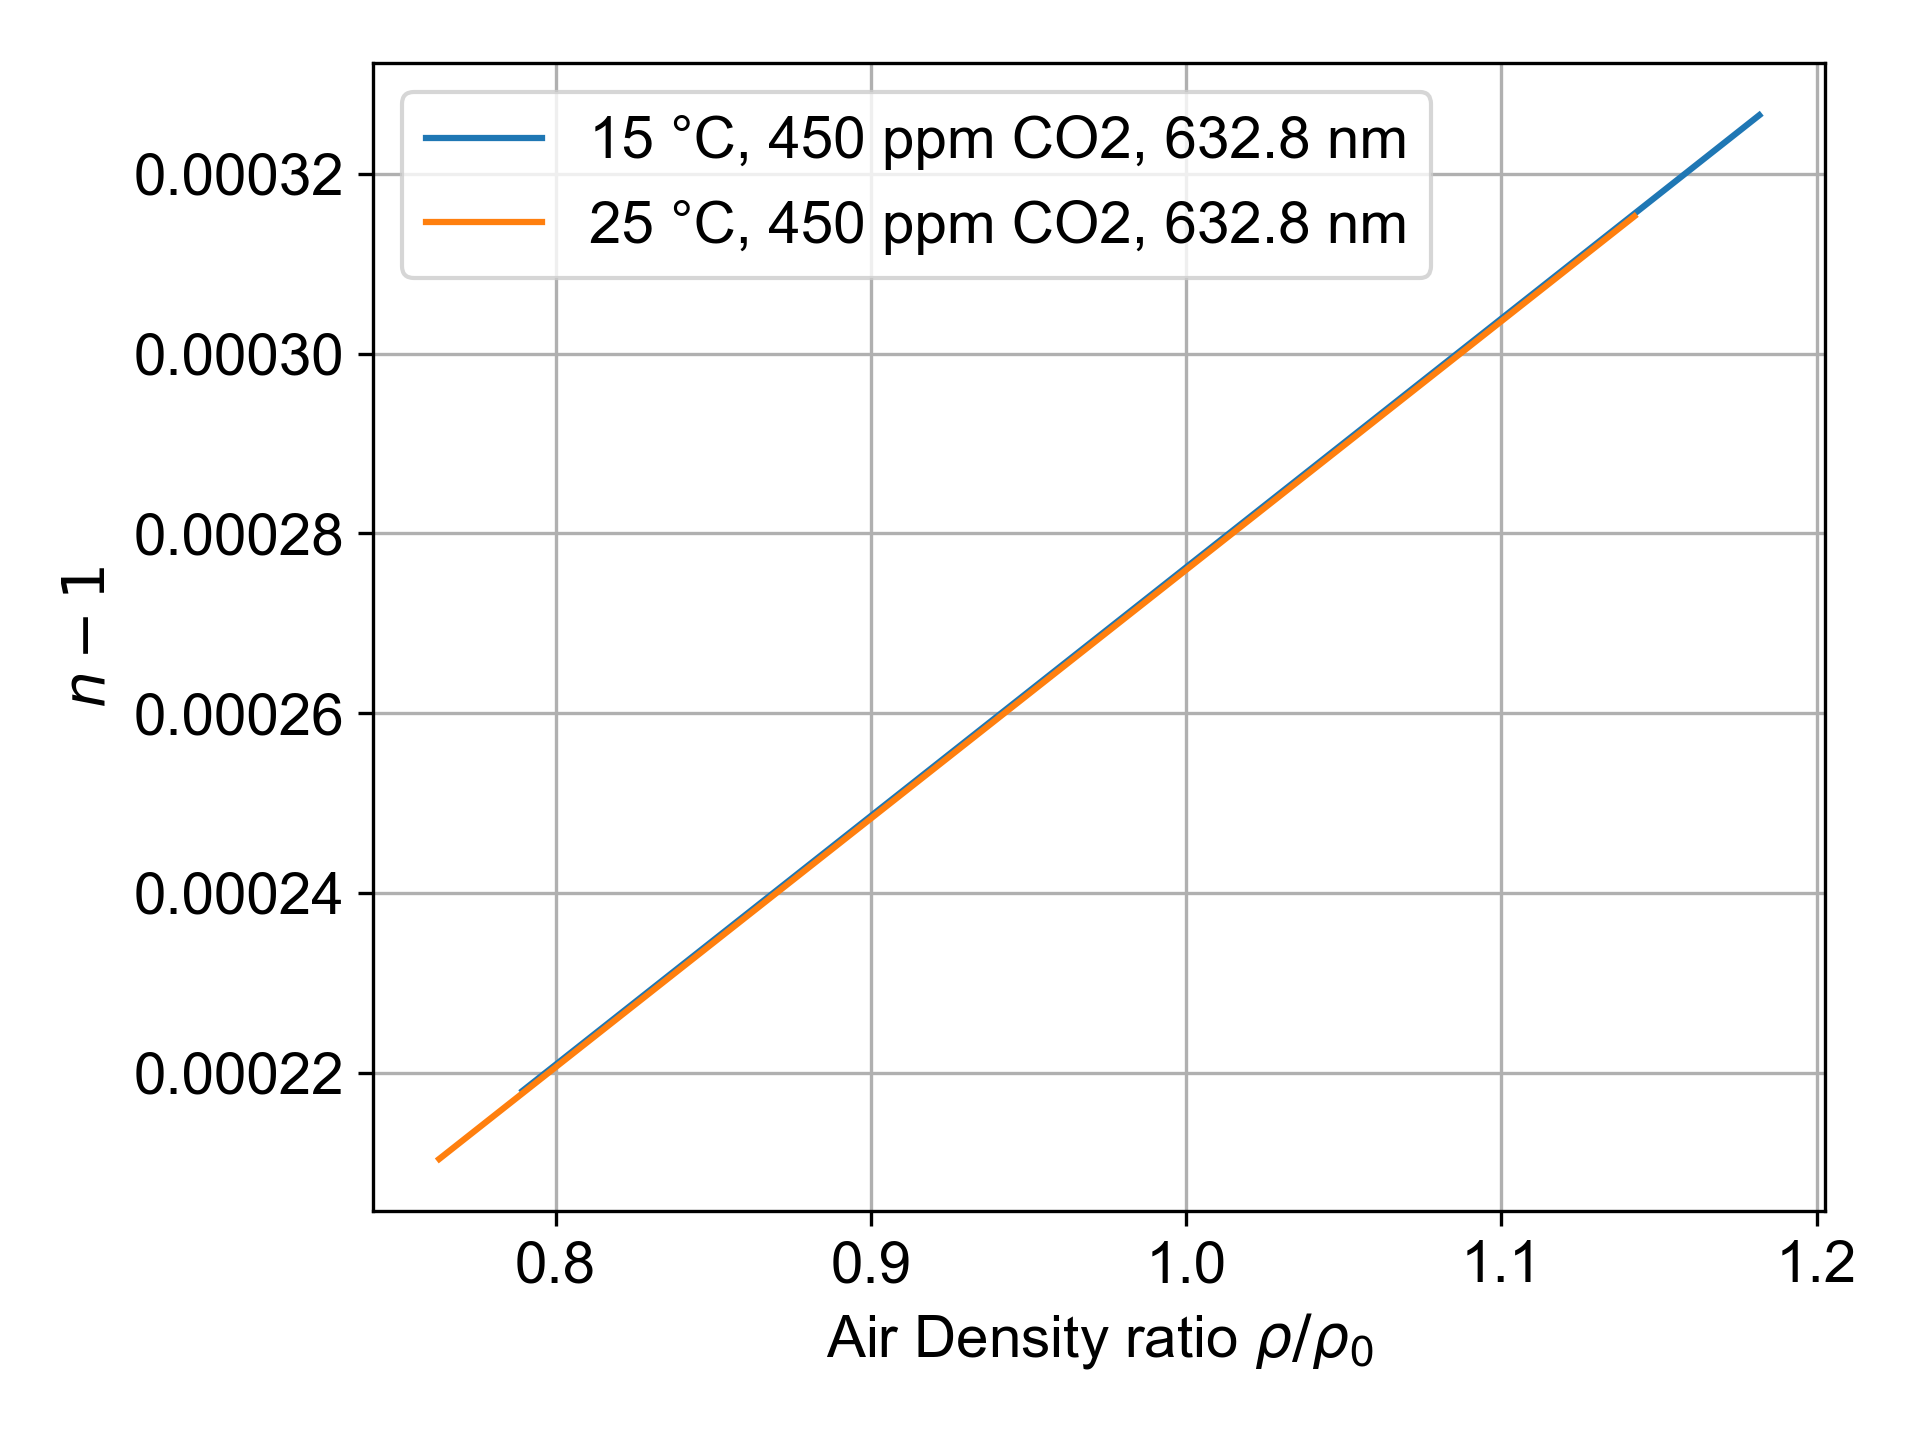 15 °C, 450 ppm CO2, 632.8 nm
25 °C, 450 ppm CO2, 632.8 nm
0.00032
0.00030
0.00028
0.00026
0.00024
0.00022
n − 1
0.8 0.9 1.0 1.1 1.2
Air Density ratio ρ/ρ₀